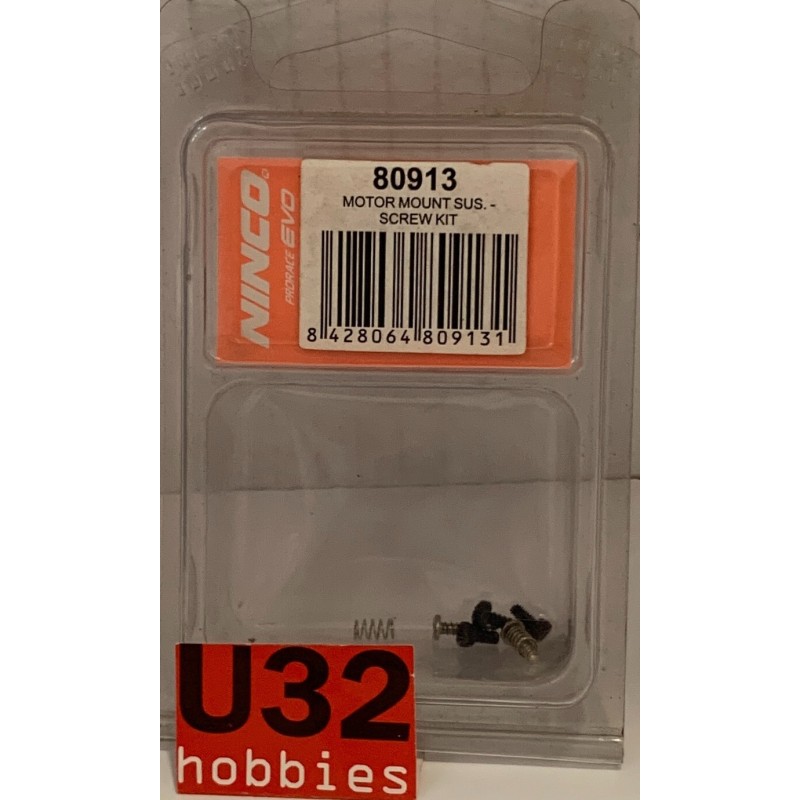 80913
MOTOR MOUNT SUS. -
SCREW KIT
8 428064 809131
NINCO®
PRORACE EVO
U32
hobbies